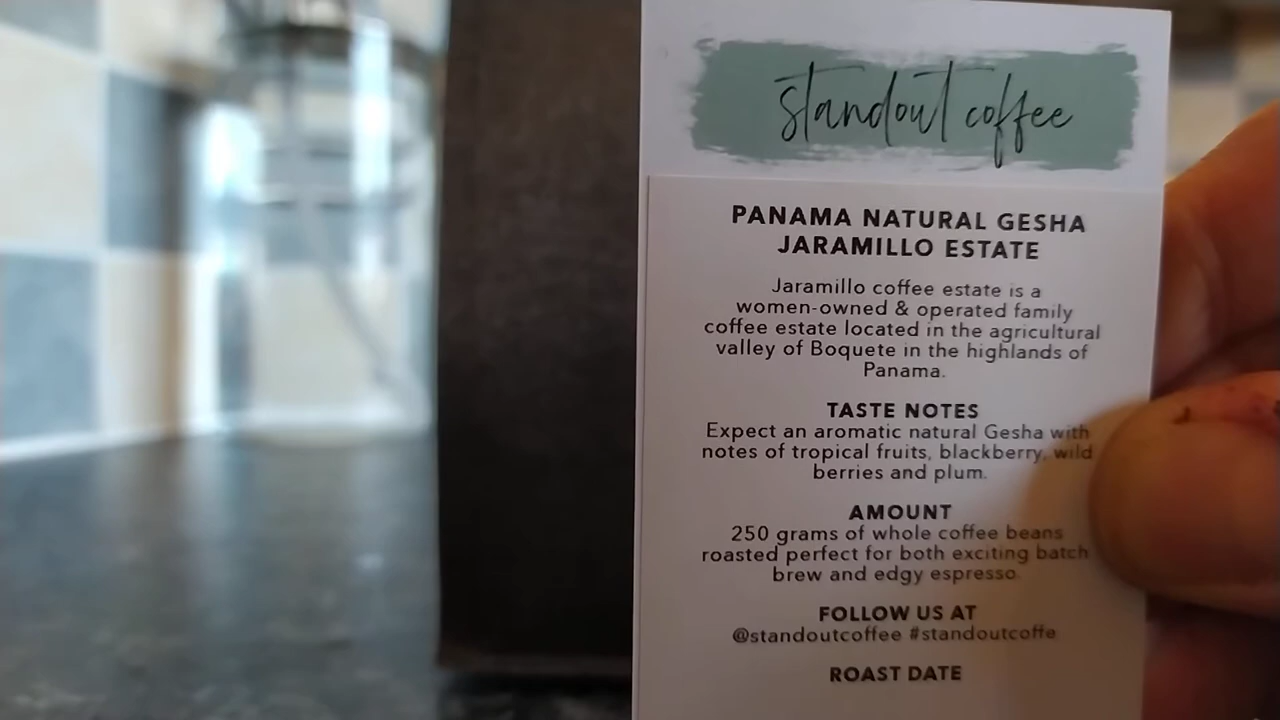 standout coffee
PANAMA NATURAL GESHA
JARAMILLO ESTATE
Jaramillo coffee estate is a
women-owned & operated family
coffee estate located in the agricultural
valley of Boquete in the highlands of
Panama.
TASTE NOTES
Expect an aromatic natural Gesha with
notes of tropical fruits, blackberry, wild
berries and plum.
AMOUNT
250 grams of whole coffee beans
roasted perfect for both exciting batch
brew and edgy espresso.
FOLLOW US AT
@standoutcoffee #standoutcoffe
ROAST DATE